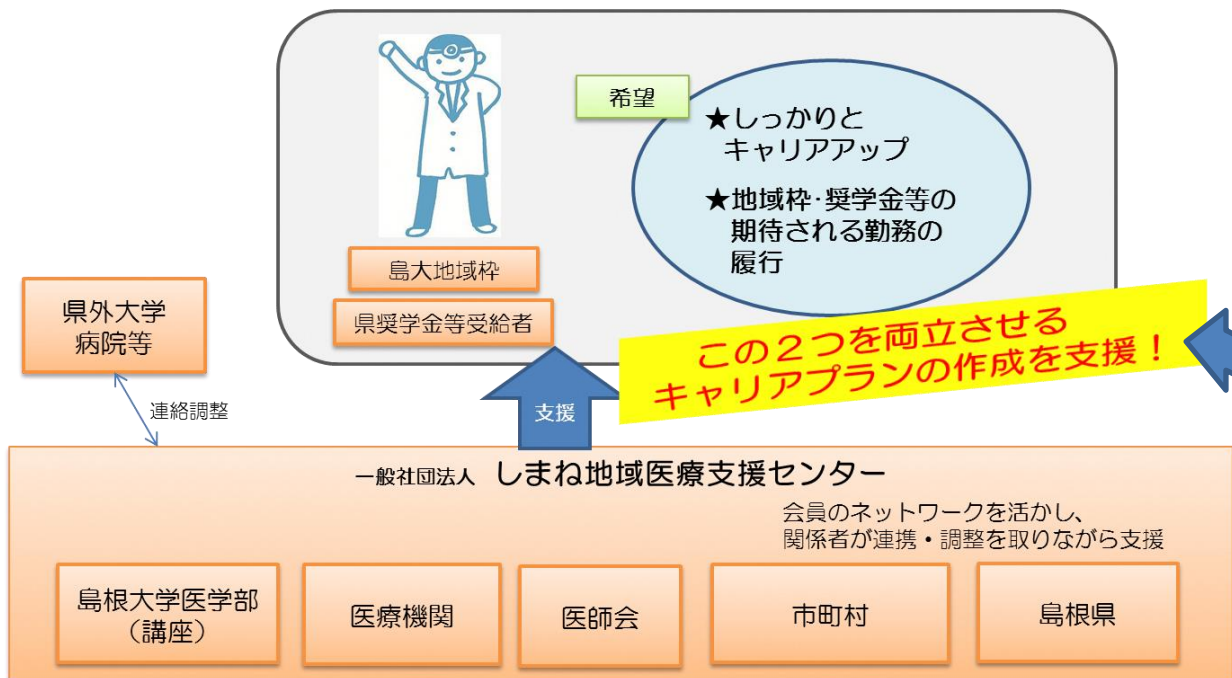 希望
★しっかりと
キャリアアップ
★地域枠・奨学金等の
期待される勤務の
履行
島大地域枠
県奨学金等受給者
県外大学
病院等
この２つを両立させる
キャリアプランの作成を支援！
連絡調整
支援
一般社団法人 しまね地域医療支援センター
会員のネットワークを活かし、
関係者が連携・調整を取りながら支援
島根大学医学部
（講座）
医療機関
医師会
市町村
島根県